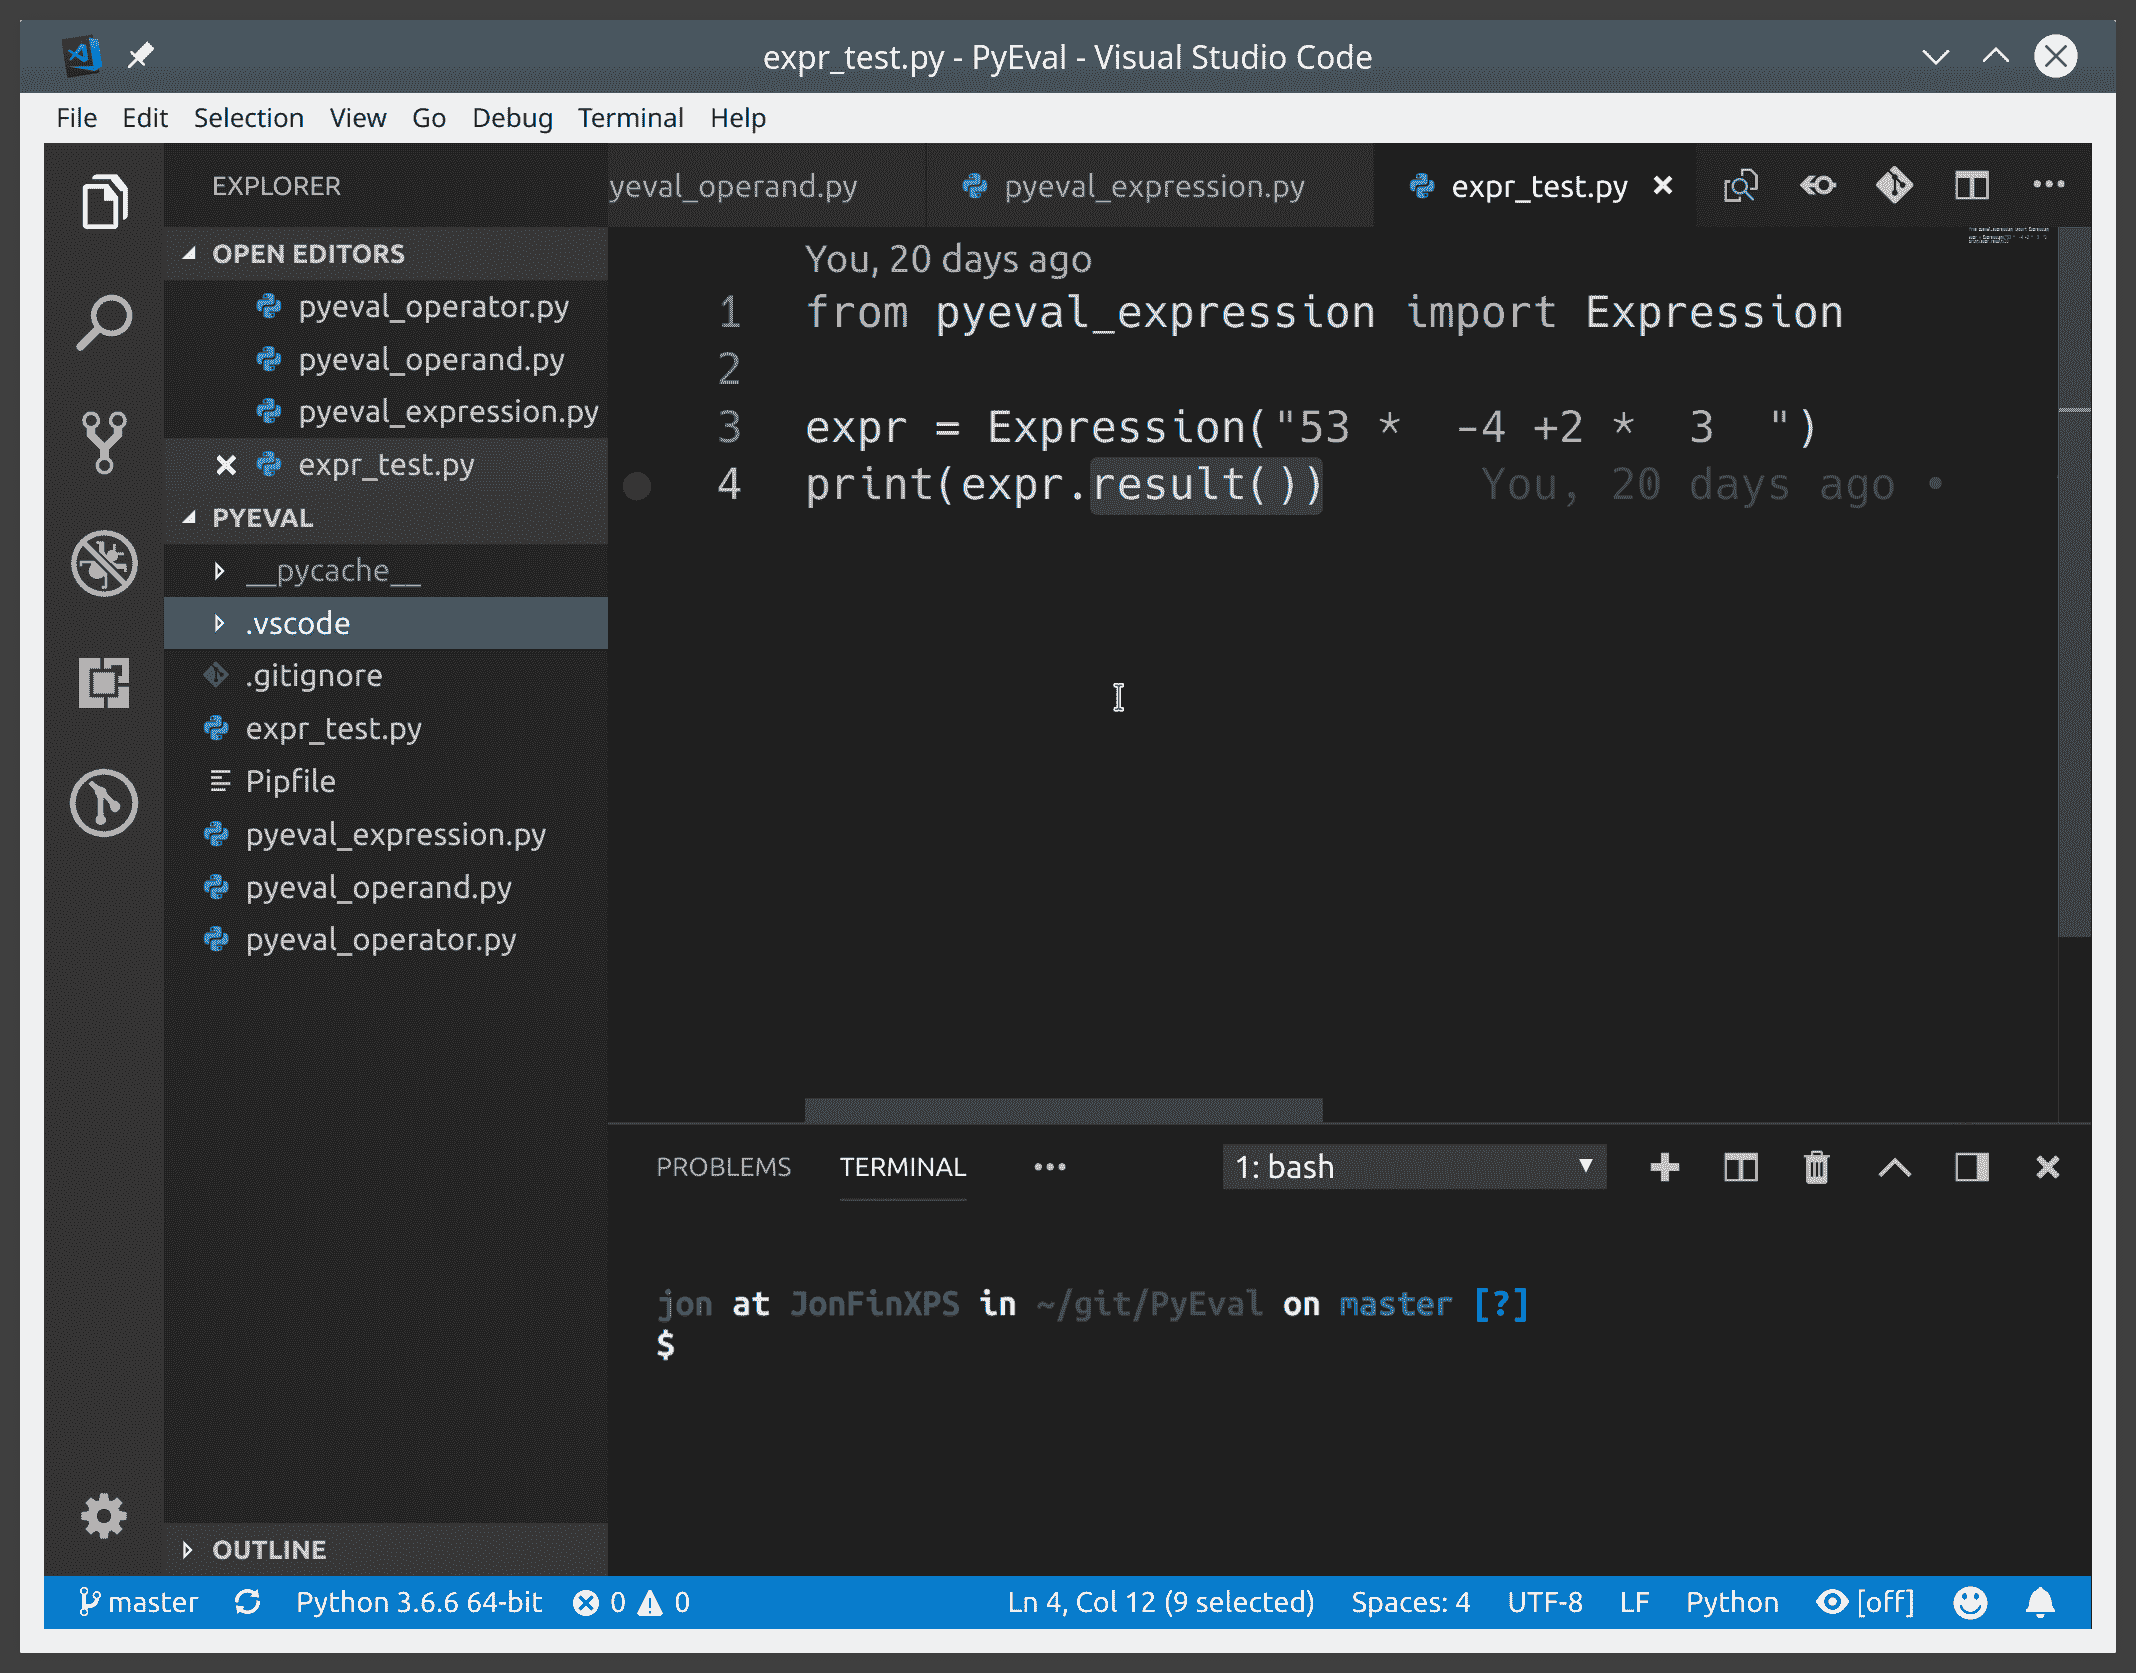 expr_test.py - PyEval - Visual Studio Code
File Edit Selection View Go Debug Terminal Help
EXPLORER
OPEN EDITORS
pyeval_operator.py
pyeval_operand.py
pyeval_expression.py
expr_test.py
PYEVAL
__pycache__
.vscode
.gitignore
expr_test.py
Pipfile
pyeval_expression.py
pyeval_operand.py
pyeval_operator.py
OUTLINE
yeval_operand.py pyeval_expression.py expr_test.py
You, 20 days ago
1 from pyeval_expression import Expression
2
3 expr = Expression("53 *  -4 +2 *  3  ")
4 print(expr.result()) You, 20 days ago •
PROBLEMS TERMINAL 1: bash
jon at JonFinXPS in ~/git/PyEval on master [?]
$
master Python 3.6.6 64-bit 0 0 Ln 4, Col 12 (9 selected) Spaces: 4 UTF-8 LF Python [off]